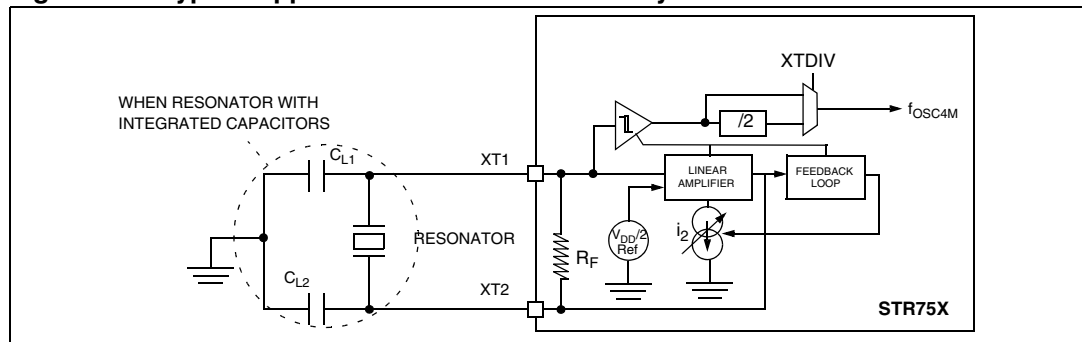 XTDIV
WHEN RESONATOR WITH
INTEGRATED CAPACITORS
/2
fOSC4M
CL1
XT1
LINEAR
AMPLIFIER
FEEDBACK
LOOP
RESONATOR
RF
VDD/2
Ref
i2
CL2
XT2
STR75X